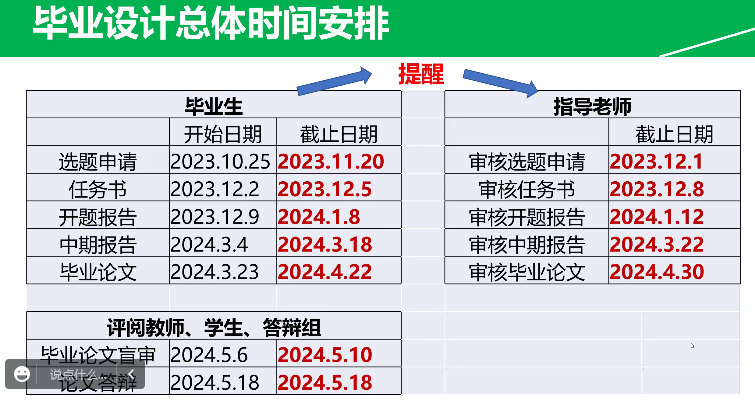 毕业设计总体时间安排
提醒
毕业生
开始日期 截止日期
选题申请 2023.10.25 2023.11.20
任务书 2023.12.2 2023.12.5
开题报告 2023.12.9 2024.1.8
中期报告 2024.3.4 2024.3.18
毕业论文 2024.3.23 2024.4.22
指导老师
截止日期
审核选题申请 2023.12.1
审核任务书 2023.12.8
审核开题报告 2024.1.12
审核中期报告 2024.3.22
审核毕业论文 2024.4.30
评阅教师、学生、答辩组
毕业论文盲审 2024.5.6 2024.5.10
论文答辩 2024.5.18 2024.5.18
说点什么...